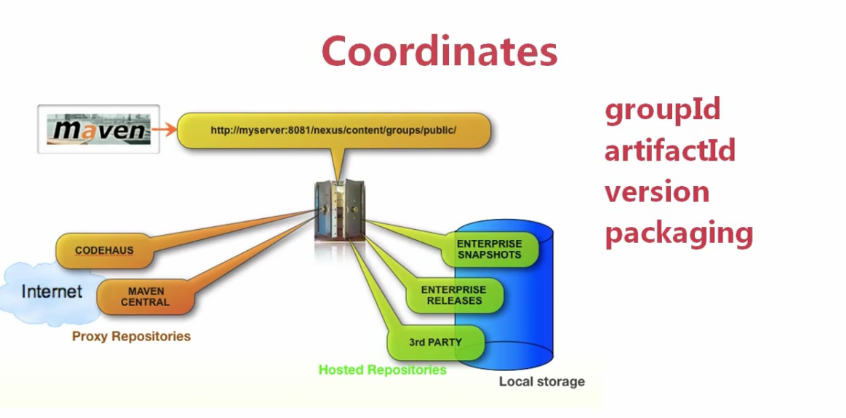 Coordinates
maven
http://myserver:8081/nexus/content/groups/public/
groupId
artifactId
version
packaging
CODEHAUS
Internet
MAVEN
CENTRAL
Proxy Repositories
ENTERPRISE
SNAPSHOTS
ENTERPRISE
RELEASES
3rd PARTY
Hosted Repositories
Local storage